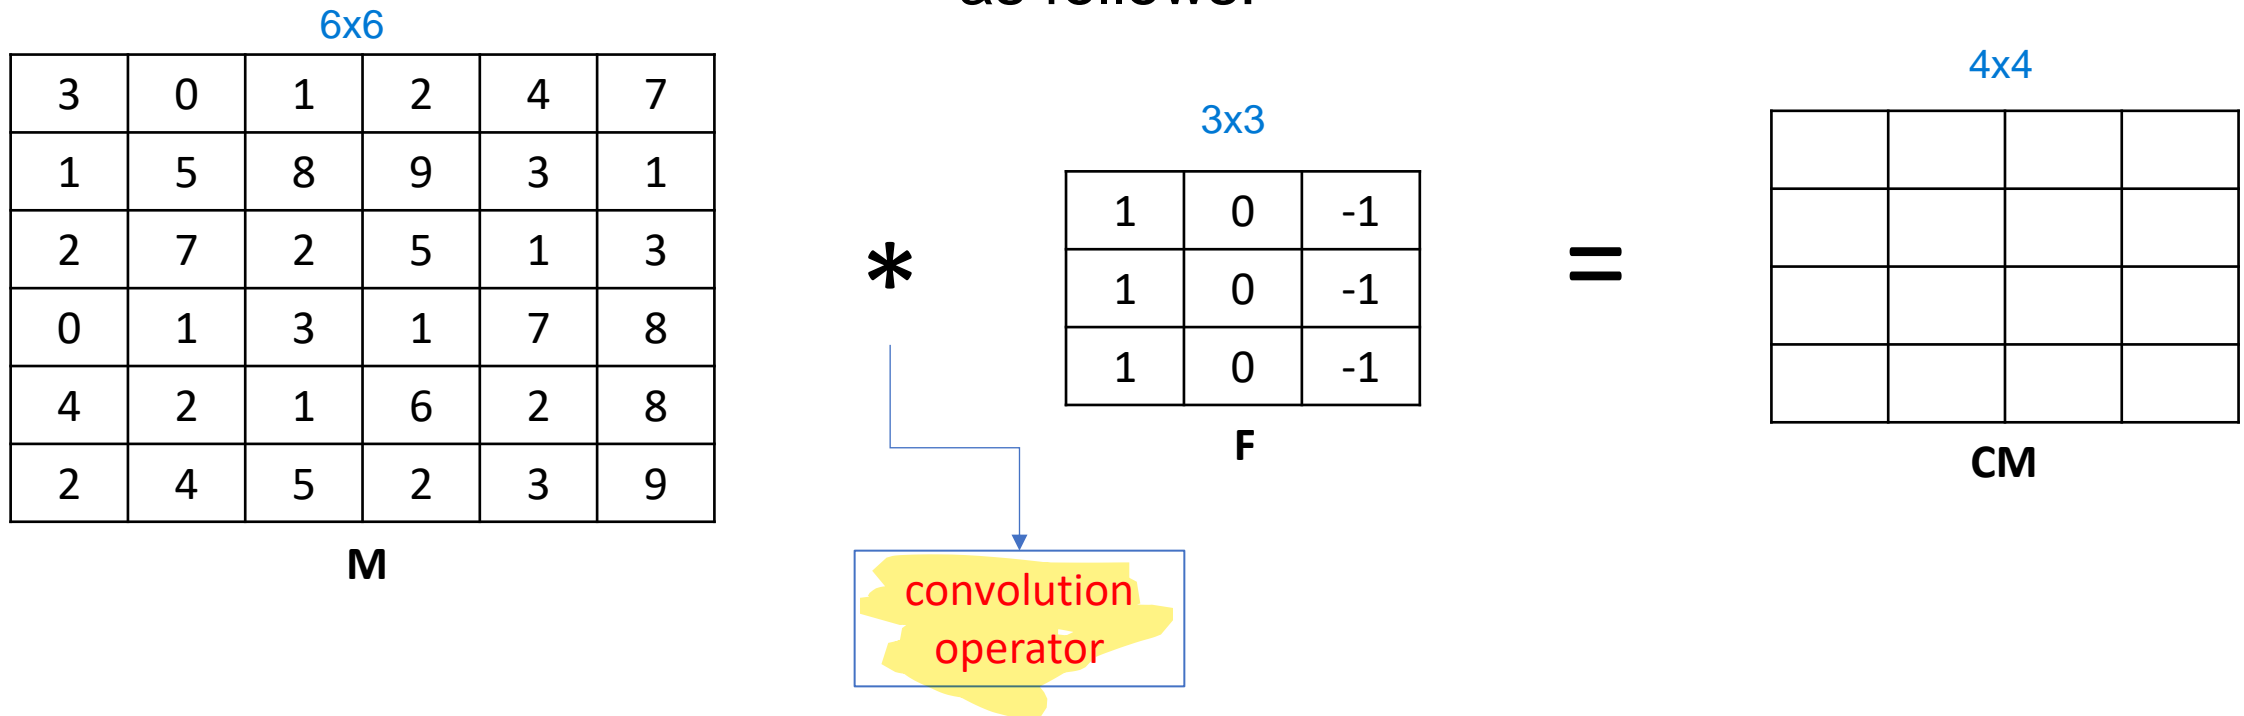 as follows:
6x6
3 0 1 2 4 7
1 5 8 9 3 1
2 7 2 5 1 3
0 1 3 1 7 8
4 2 1 6 2 8
2 4 5 2 3 9
M
*
3x3
1 0 -1
1 0 -1
1 0 -1
F
=
4x4
CM
convolution
operator